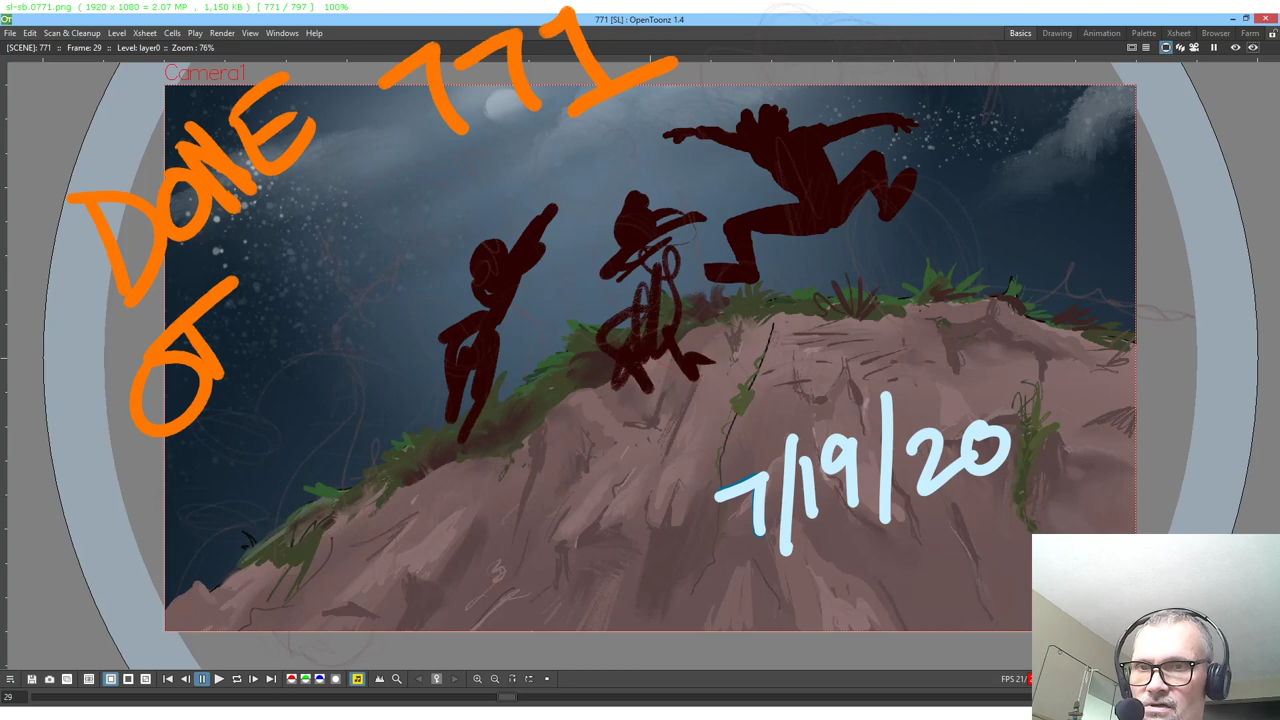 sl-sb.0771.png ( 1920 x 1080 = 2.07 MP , 1,150 KB ) [ 771 / 797 ] 100%
771 [SL] : OpenToonz 1.4
File Edit Scan & Cleanup Level Xsheet Cells Play Render View Windows Help
Basics Drawing Animation Palette Xsheet Browser Farm
[SCENE]: 771 :: Frame: 29 :: Level: layer0 :: Zoom : 76%
Camera1
DONE 771
OT
7/19/20
FPS 21/
29